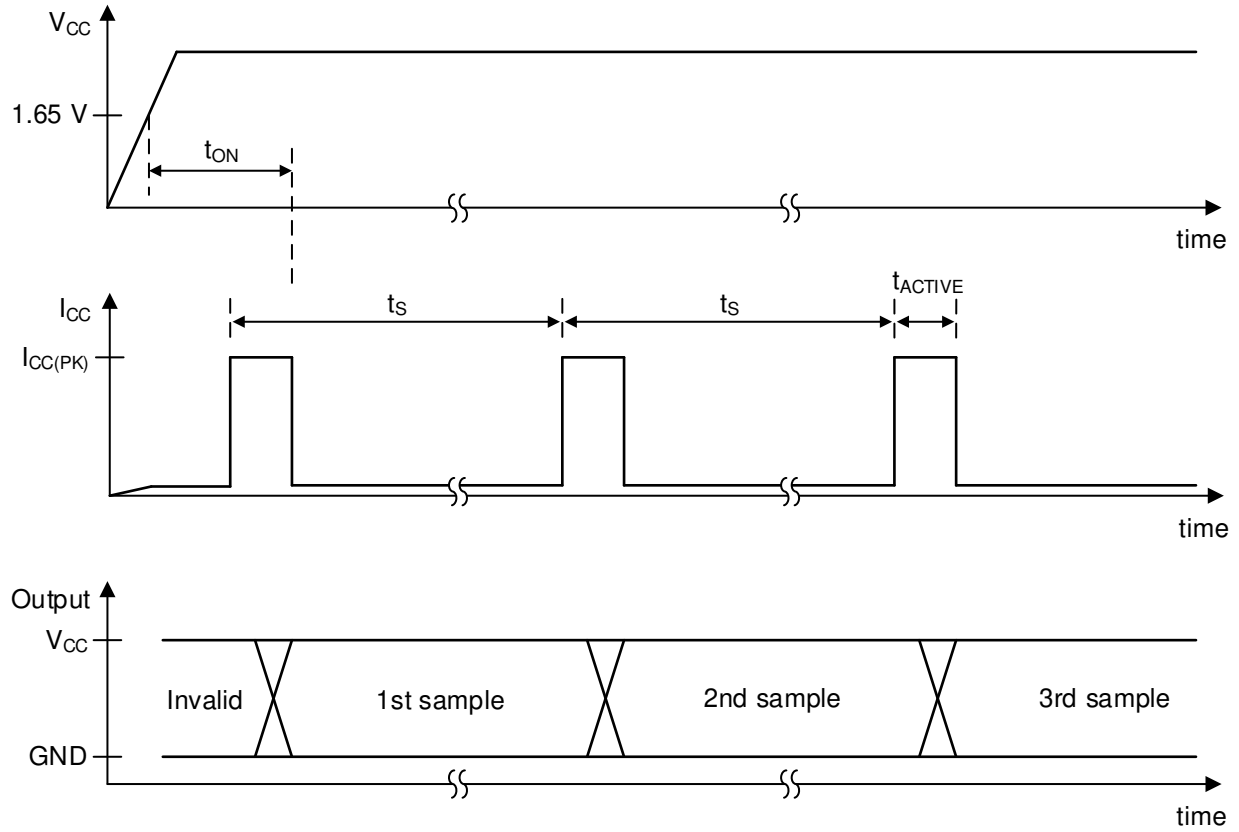 VCC
1.65 V
tON
time
ICC
ICC(PK)
tS
tS
tACTIVE
time
Output
VCC
GND
Invalid
1st sample
2nd sample
3rd sample
time